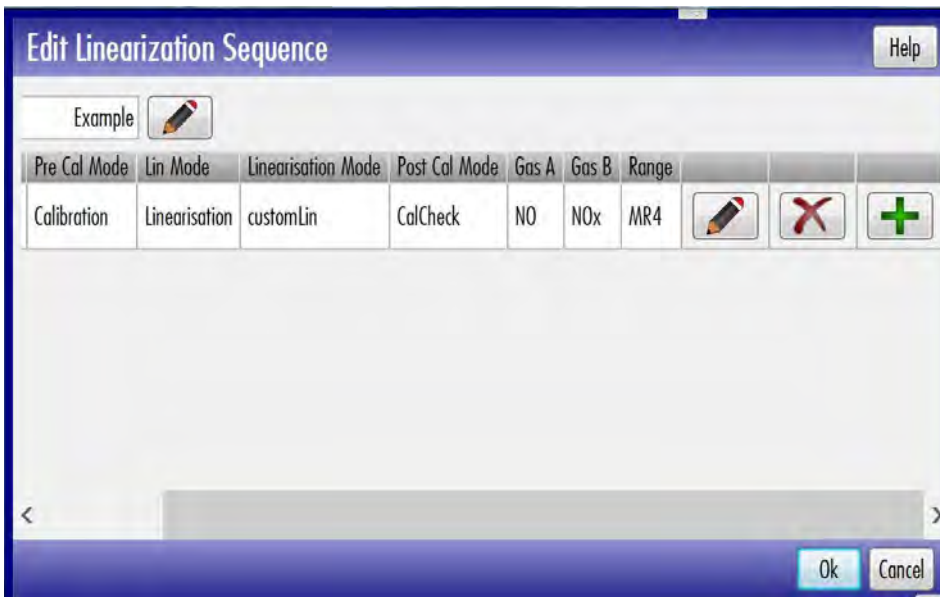 Edit Linearization Sequence Help
Example
Pre Cal Mode Lin Mode Linearisation Mode Post Cal Mode Gas A Gas B Range
Calibration Linearisation customLin CalCheck NO NOx MR4
Ok Cancel